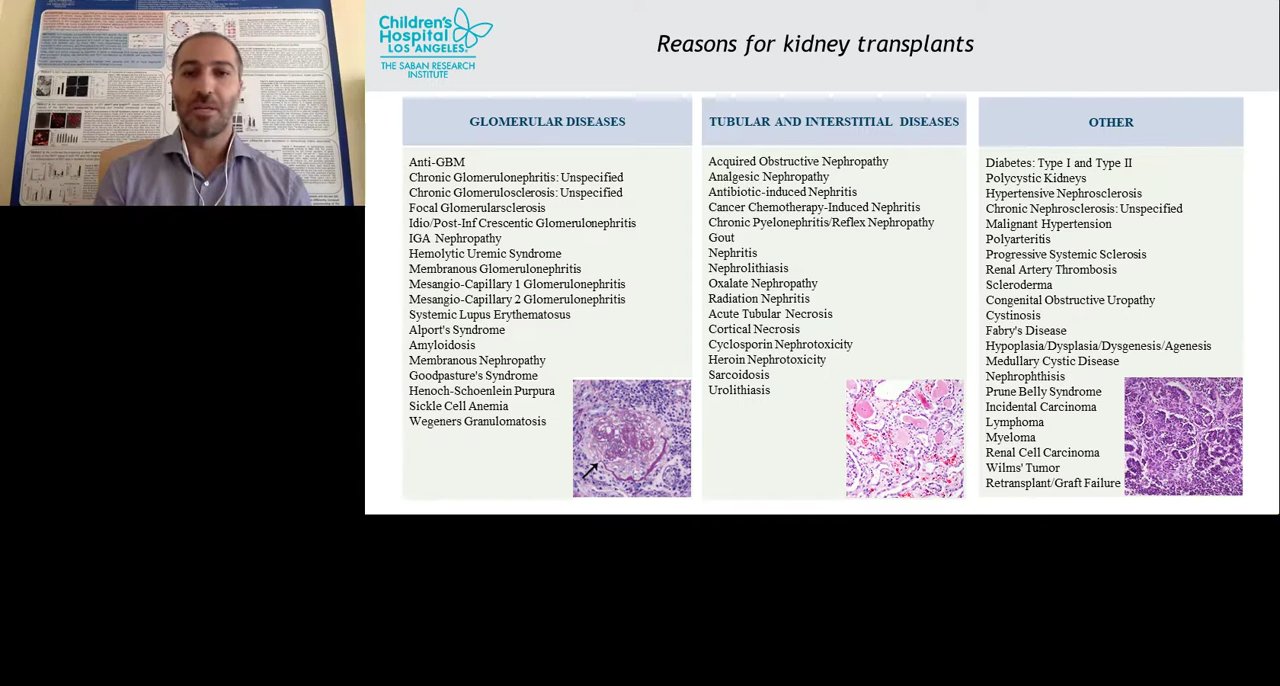 Children's
Hospital
LOS ANGELES
THE SABAN RESEARCH
INSTITUTE
Reasons for kidney transplants
GLOMERULAR DISEASES
Anti-GBM
Chronic Glomerulonephritis: Unspecified
Chronic Glomerulosclerosis: Unspecified
Focal Glomerularsclerosis
Idio/Post-Inf Crescentic Glomerulonephritis
IGA Nephropathy
Hemolytic Uremic Syndrome
Membranous Glomerulonephritis
Mesangio-Capillary 1 Glomerulonephritis
Mesangio-Capillary 2 Glomerulonephritis
Systemic Lupus Erythematosus
Alport's Syndrome
Amyloidosis
Membranous Nephropathy
Goodpasture's Syndrome
Henoch-Schoenlein Purpura
Sickle Cell Anemia
Wegeners Granulomatosis
TUBULAR AND INTERSTITIAL DISEASES
Acquired Obstructive Nephropathy
Analgesic Nephropathy
Antibiotic-induced Nephritis
Cancer Chemotherapy-Induced Nephritis
Chronic Pyelonephritis/Reflex Nephropathy
Gout
Nephritis
Nephrolithiasis
Oxalate Nephropathy
Radiation Nephritis
Acute Tubular Necrosis
Cortical Necrosis
Cyclosporin Nephrotoxicity
Heroin Nephrotoxicity
Sarcoidosis
Urolithiasis
OTHER
Diabetes: Type I and Type II
Polycystic Kidneys
Hypertensive Nephrosclerosis
Chronic Nephrosclerosis: Unspecified
Malignant Hypertension
Polyarteritis
Progressive Systemic Sclerosis
Renal Artery Thrombosis
Scleroderma
Congenital Obstructive Uropathy
Cystinosis
Fabry's Disease
Hypoplasia/Dysplasia/Dysgenesis/Agenesis
Medullary Cystic Disease
Nephrophthisis
Prune Belly Syndrome
Incidental Carcinoma
Lymphoma
Myeloma
Renal Cell Carcinoma
Wilms' Tumor
Retransplant/Graft Failure